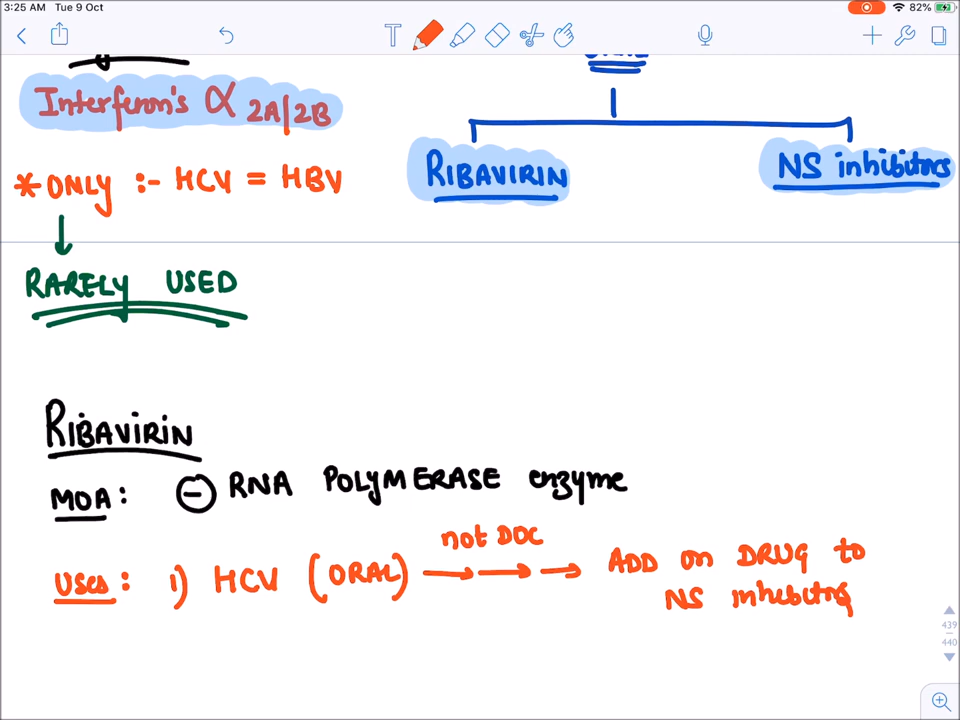 3:25 AM Tue 9 Oct
82%
T
Interferon's α 2A/2B
RIBAVIRIN
NS inhibitors
* ONLY :- HCV = HBV
RARELY USED
RIBAVIRIN
MOA : ⊖ RNA POLYMERASE enzyme
not DOC
Uses : 1) HCV (ORAL) → → → ADD on DRUG to
NS inhibitors
439
440